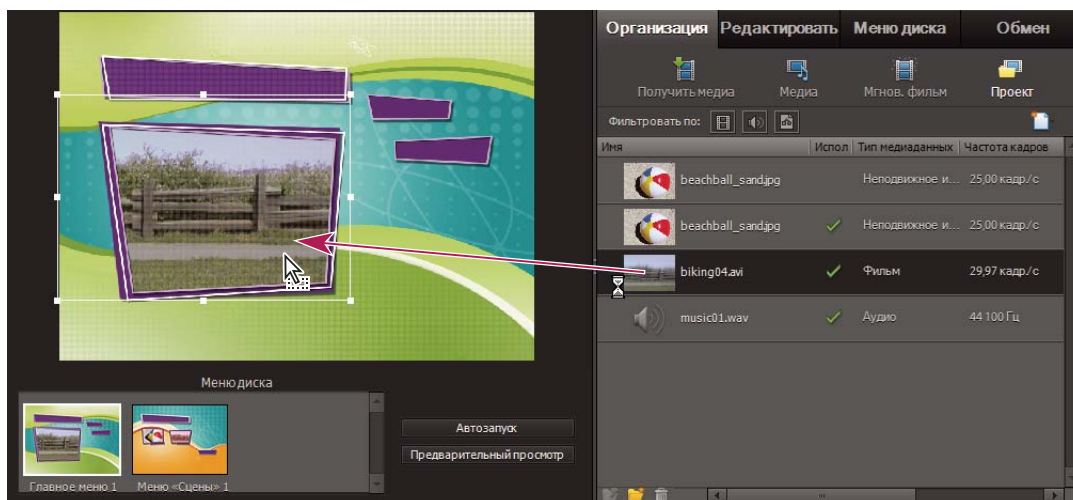 Организация Редактировать Меню диска Обмен
Получить медиа Медиа Мгнов. фильм Проект
Фильтровать по:
Имя Испол Тип медиаданных Частота кадров
beachball_sand.jpg Неподвижное и... 25,00 кадр./с
beachball_sand.jpg Неподвижное и... 25,00 кадр./с
biking04.avi Фильм 29,97 кадр./с
music01.wav Аудио 44 100 Гц
Меню диска
Автозапуск
Предварительный просмотр
Главное меню 1 Меню «Сцены» 1